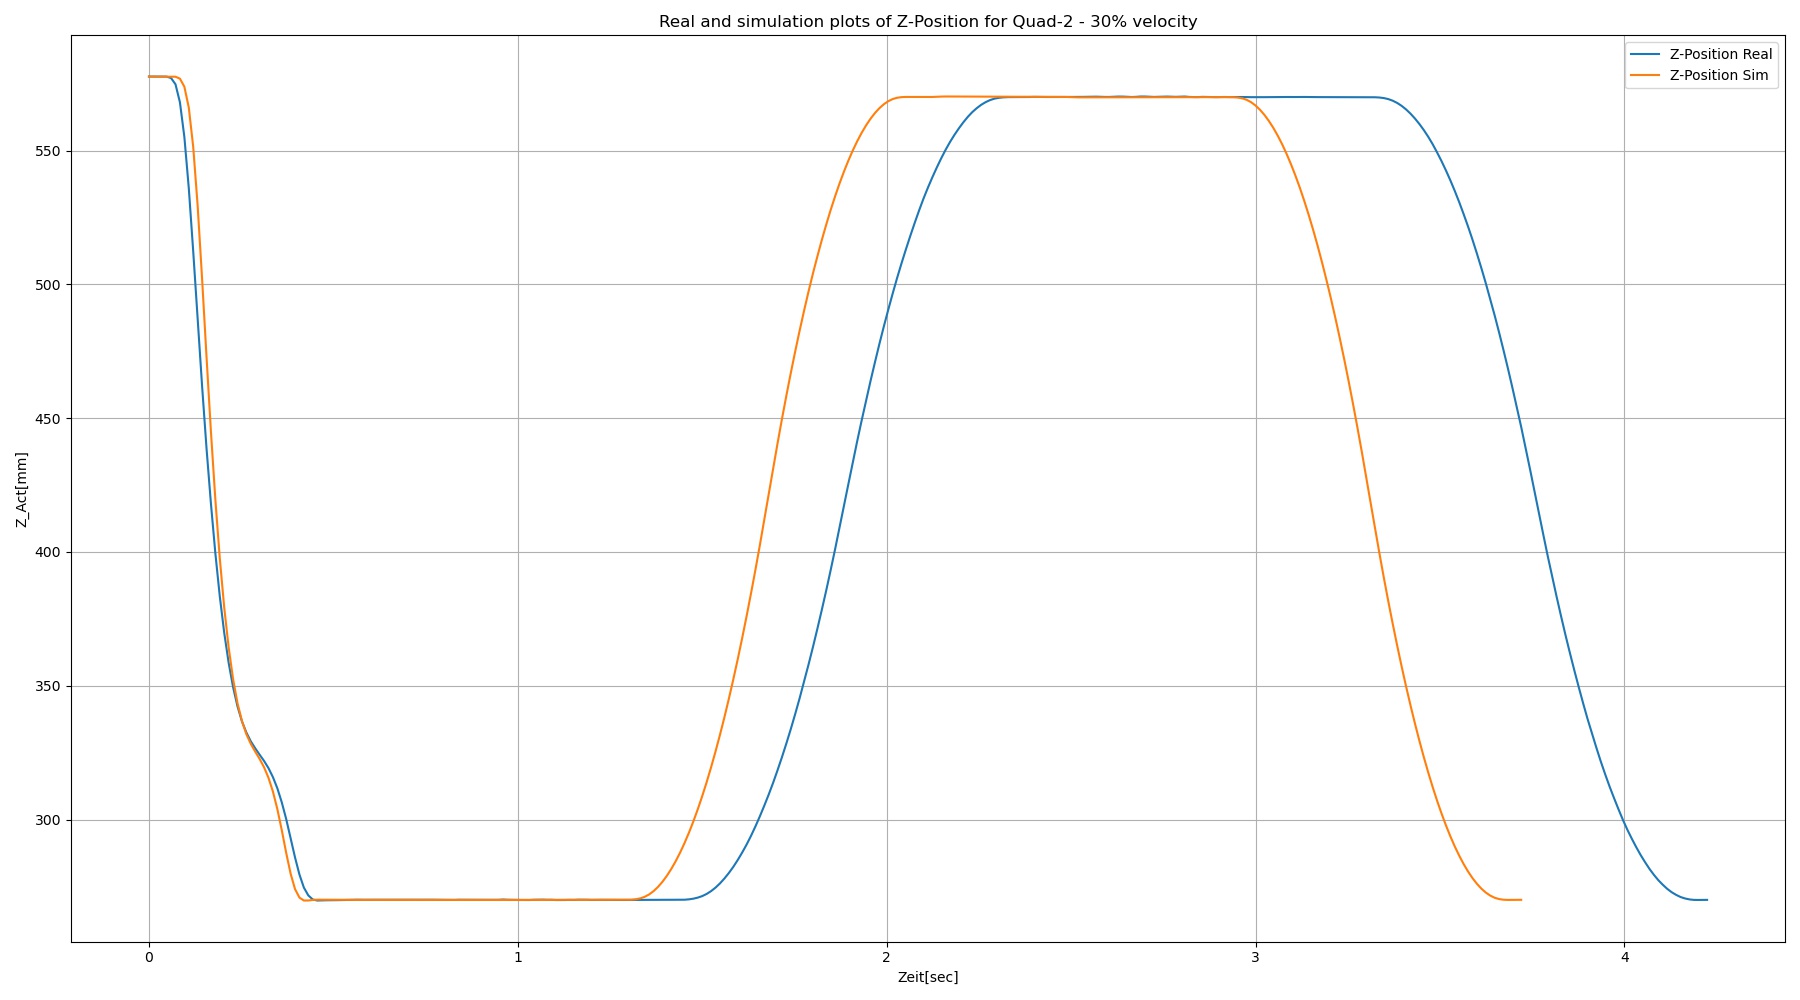 Real and simulation plots of Z-Position for Quad-2 - 30% velocity
Z-Position Real
Z-Position Sim
Z_Act[mm]
550
500
450
400
350
300
0 1 2 3 4
Zeit[sec]